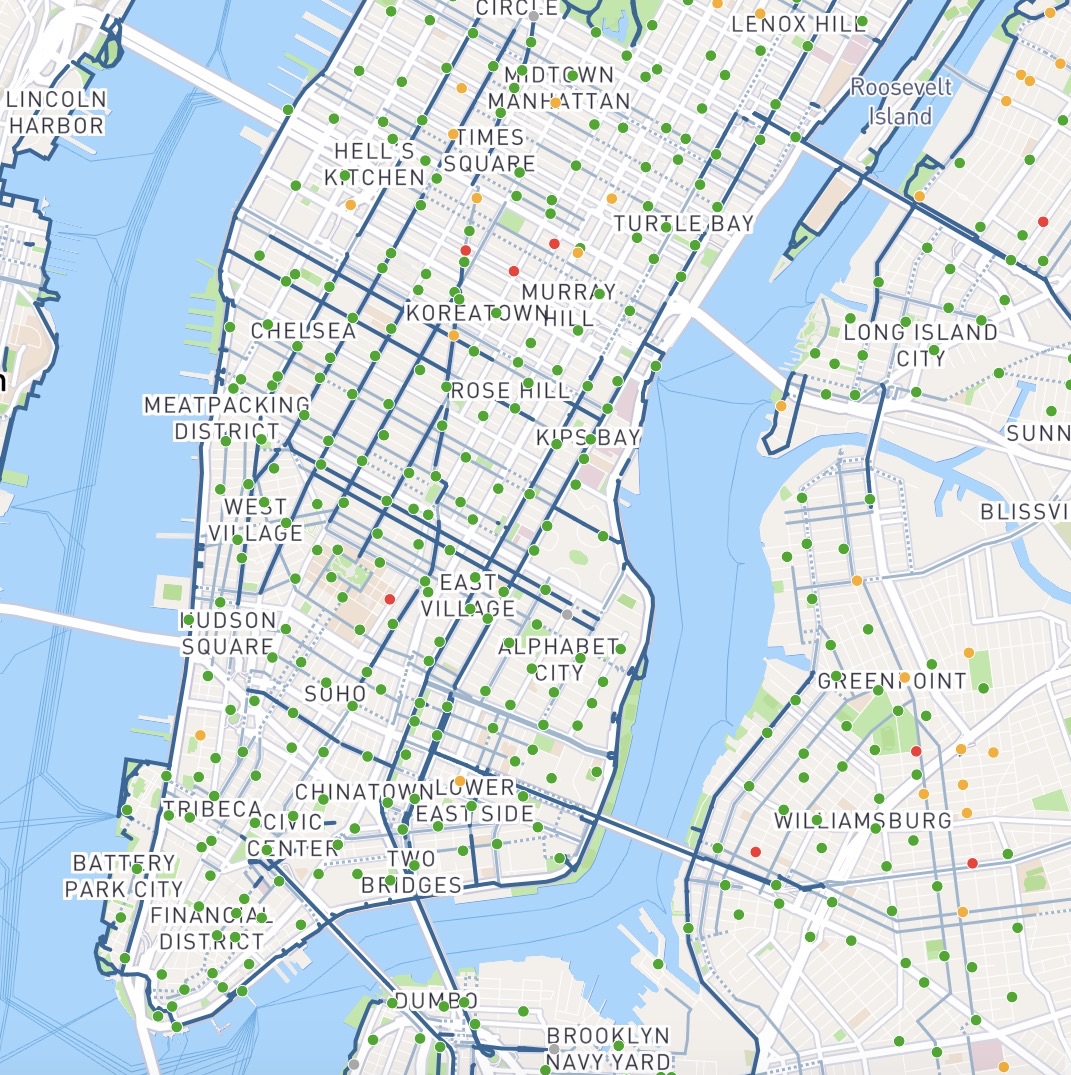 CIRCLE
LENOX HILL
MIDTOWN
MANHATTAN
Roosevelt
Island
LINCOLN
HARBOR
TIMES
SQUARE
HELL'S
KITCHEN
TURTLE BAY
MURRAY
HILL
KOREATOWN
CHELSEA
LONG ISLAND
CITY
n
ROSE HILL
MEATPACKING
DISTRICT
KIPS BAY
SUNN
WEST
VILLAGE
BLISSVI
EAST
VILLAGE
HUDSON
SQUARE
ALPHABET
CITY
SOHO
GREENPOINT
CHINATOWN
LOWER
EAST SIDE
TRIBECA
CIVIC
CENTER
WILLIAMSBURG
TWO
BRIDGES
BATTERY
PARK CITY
FINANCIAL
DISTRICT
DUMBO
BROOKLYN
NAVY YARD